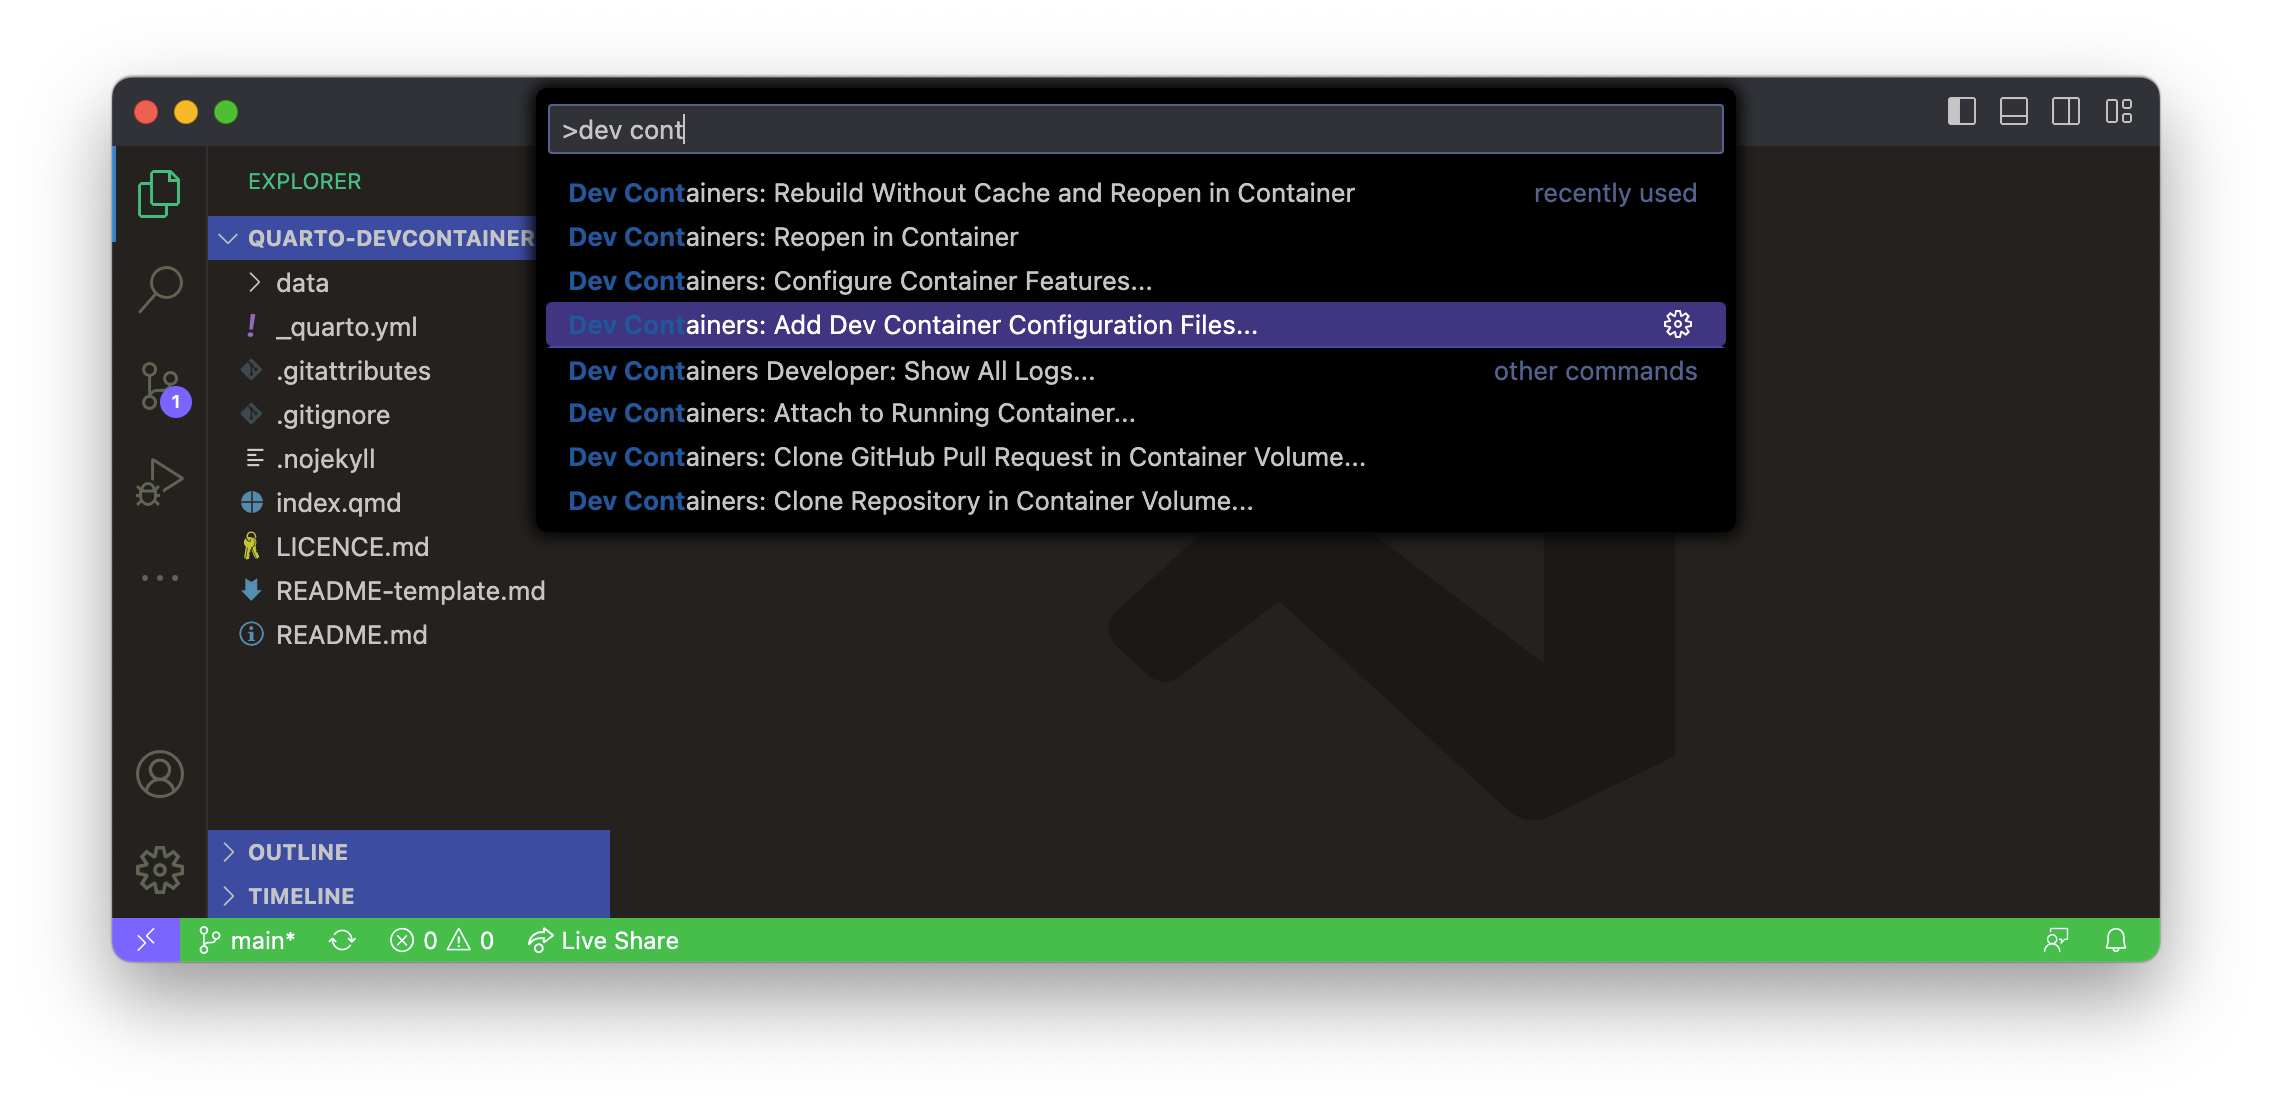 >dev cont
Dev Containers: Rebuild Without Cache and Reopen in Container recently used
Dev Containers: Reopen in Container
Dev Containers: Configure Container Features...
Dev Containers: Add Dev Container Configuration Files...
Dev Containers Developer: Show All Logs... other commands
Dev Containers: Attach to Running Container...
Dev Containers: Clone GitHub Pull Request in Container Volume...
Dev Containers: Clone Repository in Container Volume...
EXPLORER
QUARTO-DEVCONTAINER
data
_quarto.yml
.gitattributes
.gitignore
.nojekyll
index.qmd
LICENCE.md
README-template.md
README.md
1
OUTLINE
TIMELINE
main* 0 0 Live Share